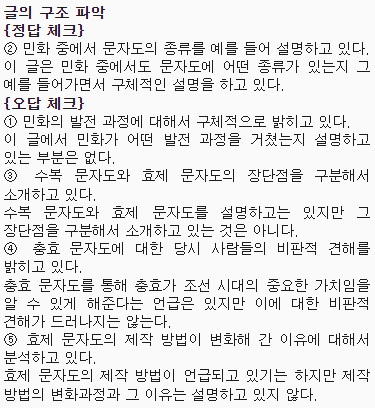 글의 구조 파악
{정답 체크}
② 민화 중에서 문자도의 종류를 예를 들어 설명하고 있다.
이 글은 민화 중에서도 문자도에 어떤 종류가 있는지 그
예를 들어가면서 구체적인 설명을 하고 있다.
{오답 체크}
① 민화의 발전 과정에 대해서 구체적으로 밝히고 있다.
이 글에서 민화가 어떤 발전 과정을 거쳤는지 설명하고
있는 부분은 없다.
③ 수복 문자도와 효제 문자도의 장단점을 구분해서
소개하고 있다.
수복 문자도와 효제 문자도를 설명하고는 있지만 그
장단점을 구분해서 소개하고 있는 것은 아니다.
④ 충효 문자도에 대한 당시 사람들의 비판적 견해를
밝히고 있다.
충효 문자도를 통해 충효가 조선 시대의 중요한 가치임을
알 수 있게 해준다는 언급은 있지만 이에 대한 비판적
견해가 드러나지는 않는다.
⑤ 효제 문자도의 제작 방법이 변화해 간 이유에 대해서
분석하고 있다.
효제 문자도의 제작 방법이 언급되고 있기는 하지만 제작
방법의 변화과정과 그 이유는 설명하고 있지 않다.